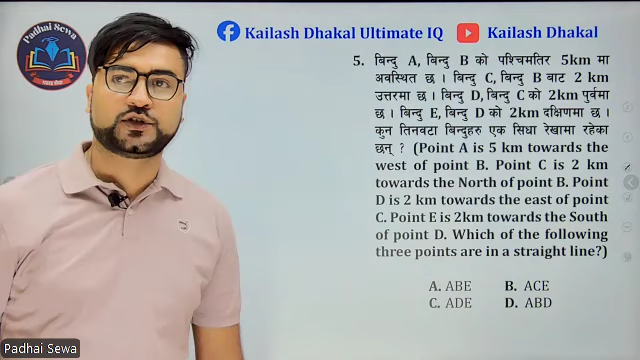 Padhai Sewa
Kailash Dhakal Ultimate IQ Kailash Dhakal
5. बिन्दु A, बिन्दु B को पश्चिमतिर 5km मा
अवस्थित छ । बिन्दु C, बिन्दु B बाट 2 km
उत्तरमा छ । बिन्दु D, बिन्दु C को 2km पुर्वमा
छ। बिन्दु E, बिन्दु D को 2km दक्षिणमा छ ।
कुन तिनवटा बिन्दुहरु एक सिधा रेखामा रहेका
छन् ? (Point A is 5 km towards the
west of point B. Point C is 2 km
towards the North of point B. Point
D is 2 km towards the east of point
C. Point E is 2km towards the South
of point D. Which of the following
three points are in a straight line?)
A. ABE B. ACE
C. ADE D. ABD
Padhai Sewa